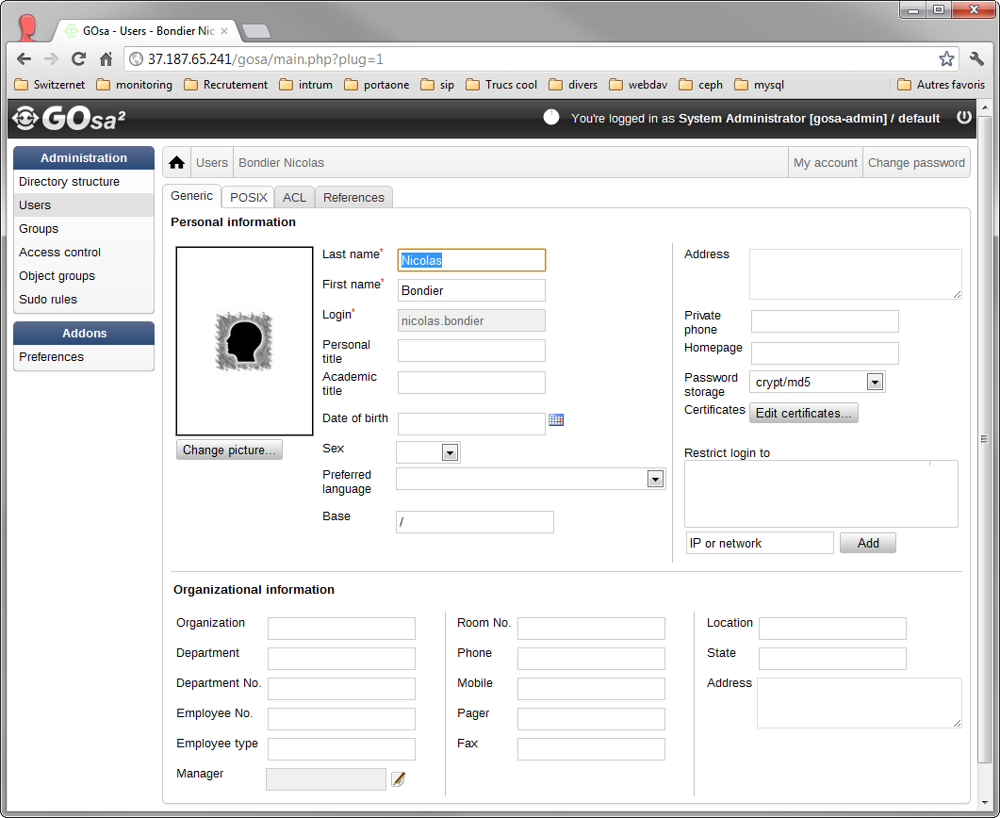 GOsa - Users - Bondier Nic
37.187.65.241/gosa/main.php?plug=1
Switzernet monitoring Recrutement intrum portaone sip Trucs cool divers webdav ceph mysql Autres favoris
GOsa²
You're logged in as System Administrator [gosa-admin] / default
Administration
Directory structure
Users
Groups
Access control
Object groups
Sudo rules
Addons
Preferences
Users Bondier Nicolas My account Change password
Generic POSIX ACL References
Personal information
Change picture...
Last name* Nicolas
First name* Bondier
Login* nicolas.bondier
Personal
title
Academic
title
Date of birth
Sex
Preferred
language
Base /
Address
Private
phone
Homepage
Password
storage crypt/md5
Certificates Edit certificates...
Restrict login to
IP or network Add
Organizational information
Organization
Department
Department No.
Employee No.
Employee type
Manager
Room No.
Phone
Mobile
Pager
Fax
Location
State
Address